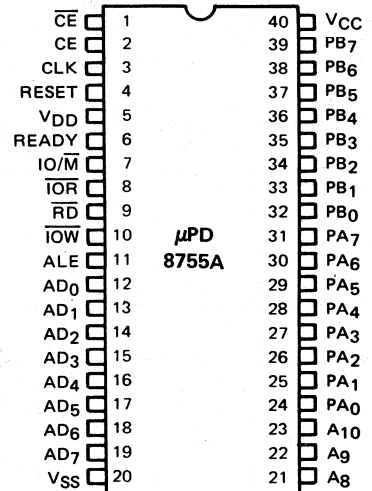 C̅E̅ 1 40 VCC
CE 2 39 PB7
CLK 3 38 PB6
RESET 4 37 PB5
VDD 5 36 PB4
READY 6 35 PB3
IO/M̅ 7 34 PB2
I̅O̅R̅ 8 33 PB1
R̅D̅ 9 32 PB0
I̅O̅W̅ 10 μPD 31 PA7
ALE 11 8755A 30 PA6
AD0 12 29 PA5
AD1 13 28 PA4
AD2 14 27 PA3
AD3 15 26 PA2
AD4 16 25 PA1
AD5 17 24 PA0
AD6 18 23 A10
AD7 19 22 A9
VSS 20 21 A8